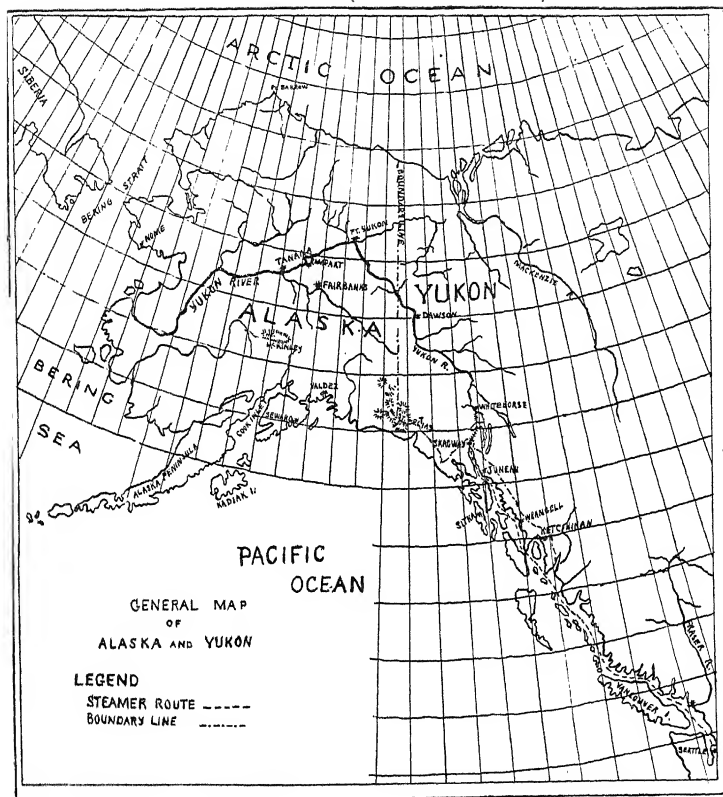 ARCTIC OCEAN
SIBERIA
PT. BARROW
BERING STRAIT
BOUNDARY LINE
NOME
FT. YUKON
TANANA
RAMPART
MACKENZIE R.
YUKON RIVER
FAIRBANKS
YUKON
ALASKA
DAWSON
MCKINLEY
YUKON R.
BERING
SEA
VALDEZ
SEWARD
COOK INLET
WHITEHORSE
SKAGWAY
ALASKA PENINSULA
KADIAK I.
JUNEAU
SITKA
WRANGELL
KETCHIKAN
PACIFIC
OCEAN
GENERAL MAP
OF
ALASKA AND YUKON
FRASER R.
LEGEND
STEAMER ROUTE
BOUNDARY LINE
VANCOUVER I.
SEATTLE